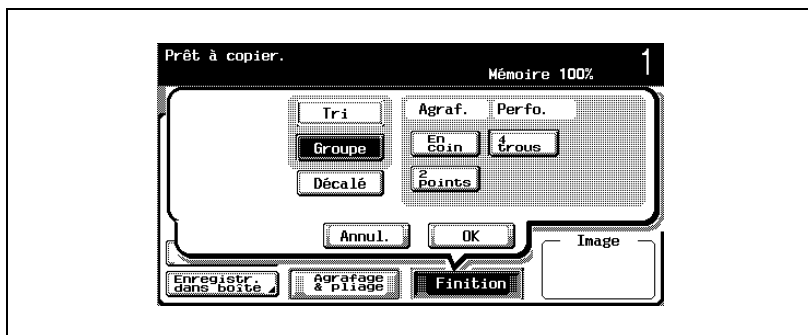 Prêt à copier.
Mémoire 100%
1
Tri
Agraf.
Perfo.
Groupe
En
coin
4
trous
Décalé
2
points
Annul.
OK
Image
Enregistr.
dans boîte
Agrafage
& pliage
Finition